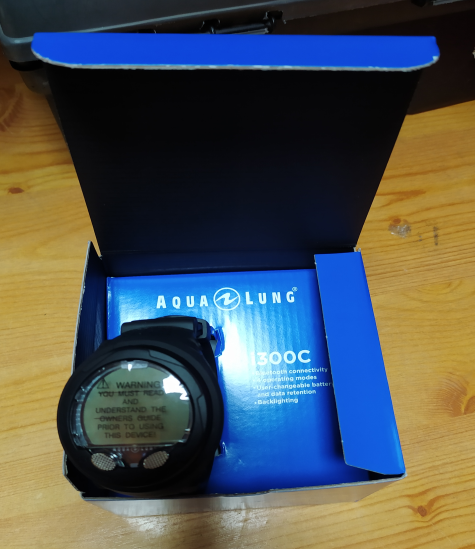 AQUA LUNG®
300C
Bluetooth connectivity
operating modes
User-changeable battery
and data retention
•Backlighting
WARNING
YOU MUST READ
AND
UNDERSTAND THE
OWNERS GUIDE
PRIOR TO USING
THIS DEVICE!